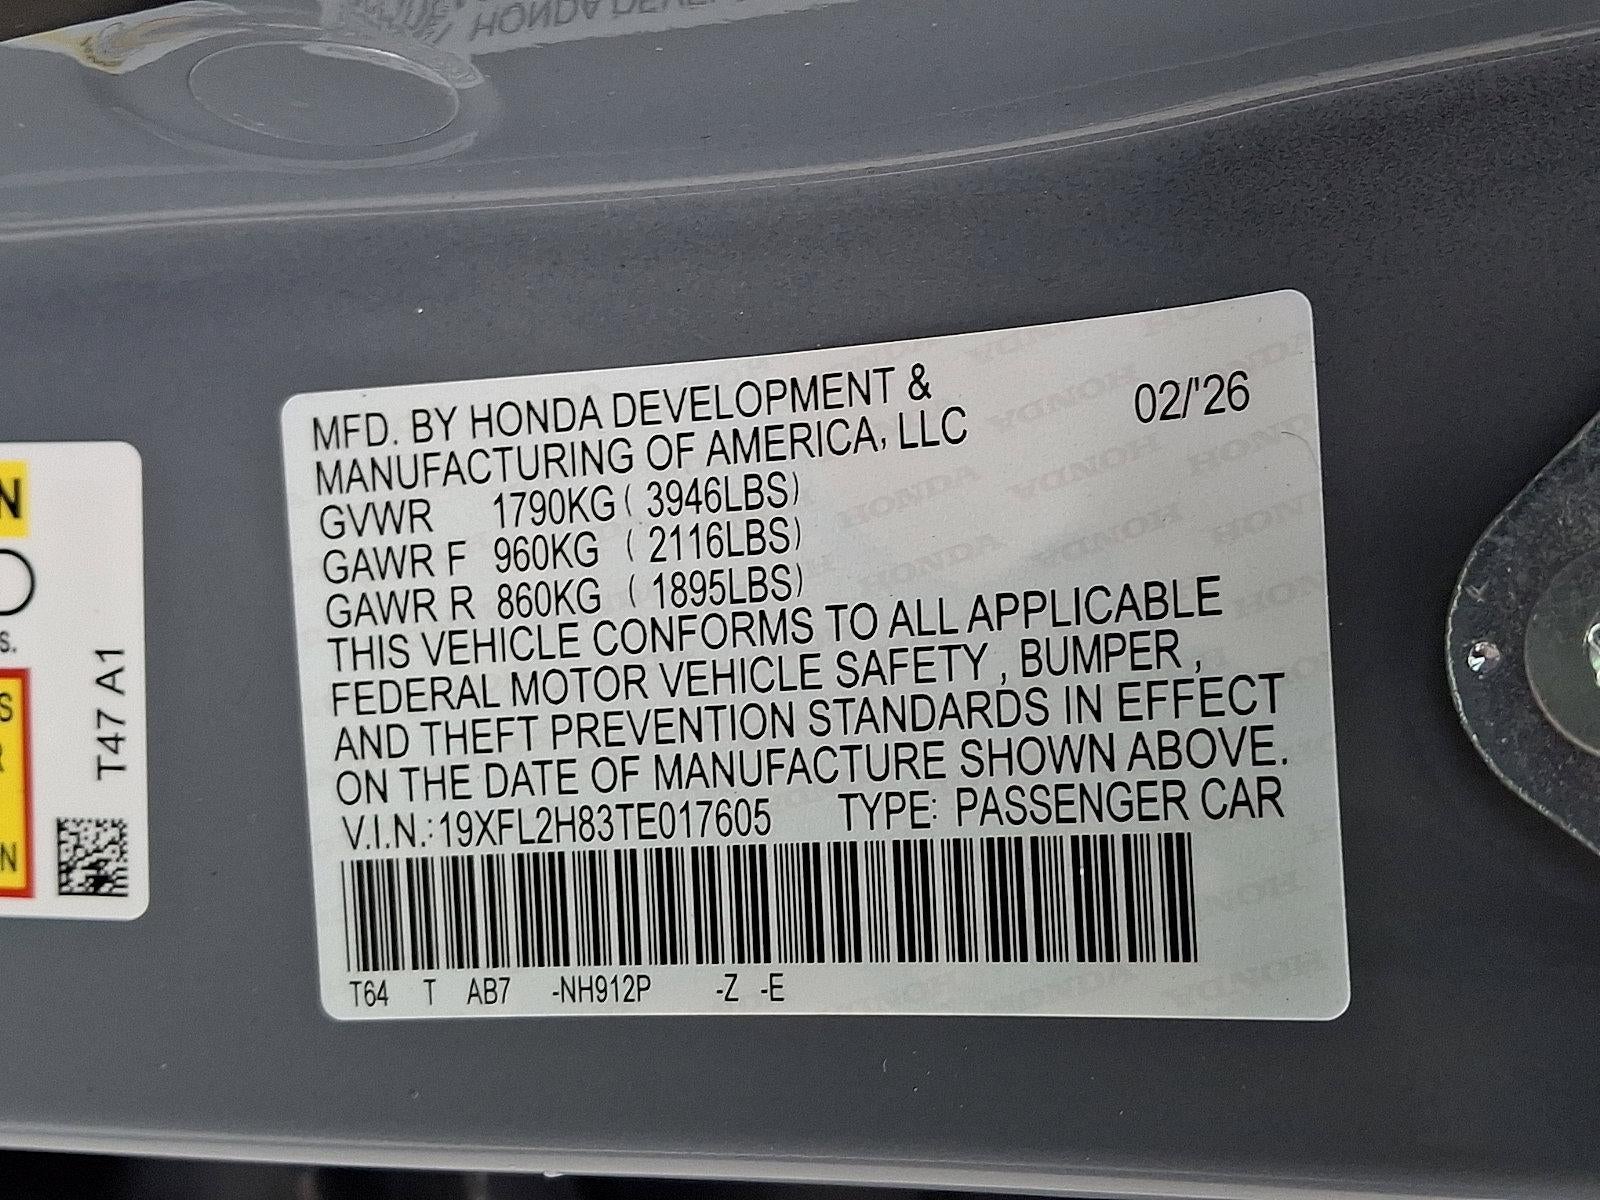 MFD. BY HONDA DEVELOPMENT &
MANUFACTURING OF AMERICA, LLC
02/'26
GVWR 1790KG ( 3946LBS)
GAWR F 960KG ( 2116LBS)
GAWR R 860KG ( 1895LBS)
THIS VEHICLE CONFORMS TO ALL APPLICABLE
FEDERAL MOTOR VEHICLE SAFETY , BUMPER ,
AND THEFT PREVENTION STANDARDS IN EFFECT
ON THE DATE OF MANUFACTURE SHOWN ABOVE.
V.I.N.: 19XFL2H83TE017605 TYPE: PASSENGER CAR
T64 T AB7 -NH912P -Z -E
T47 A1